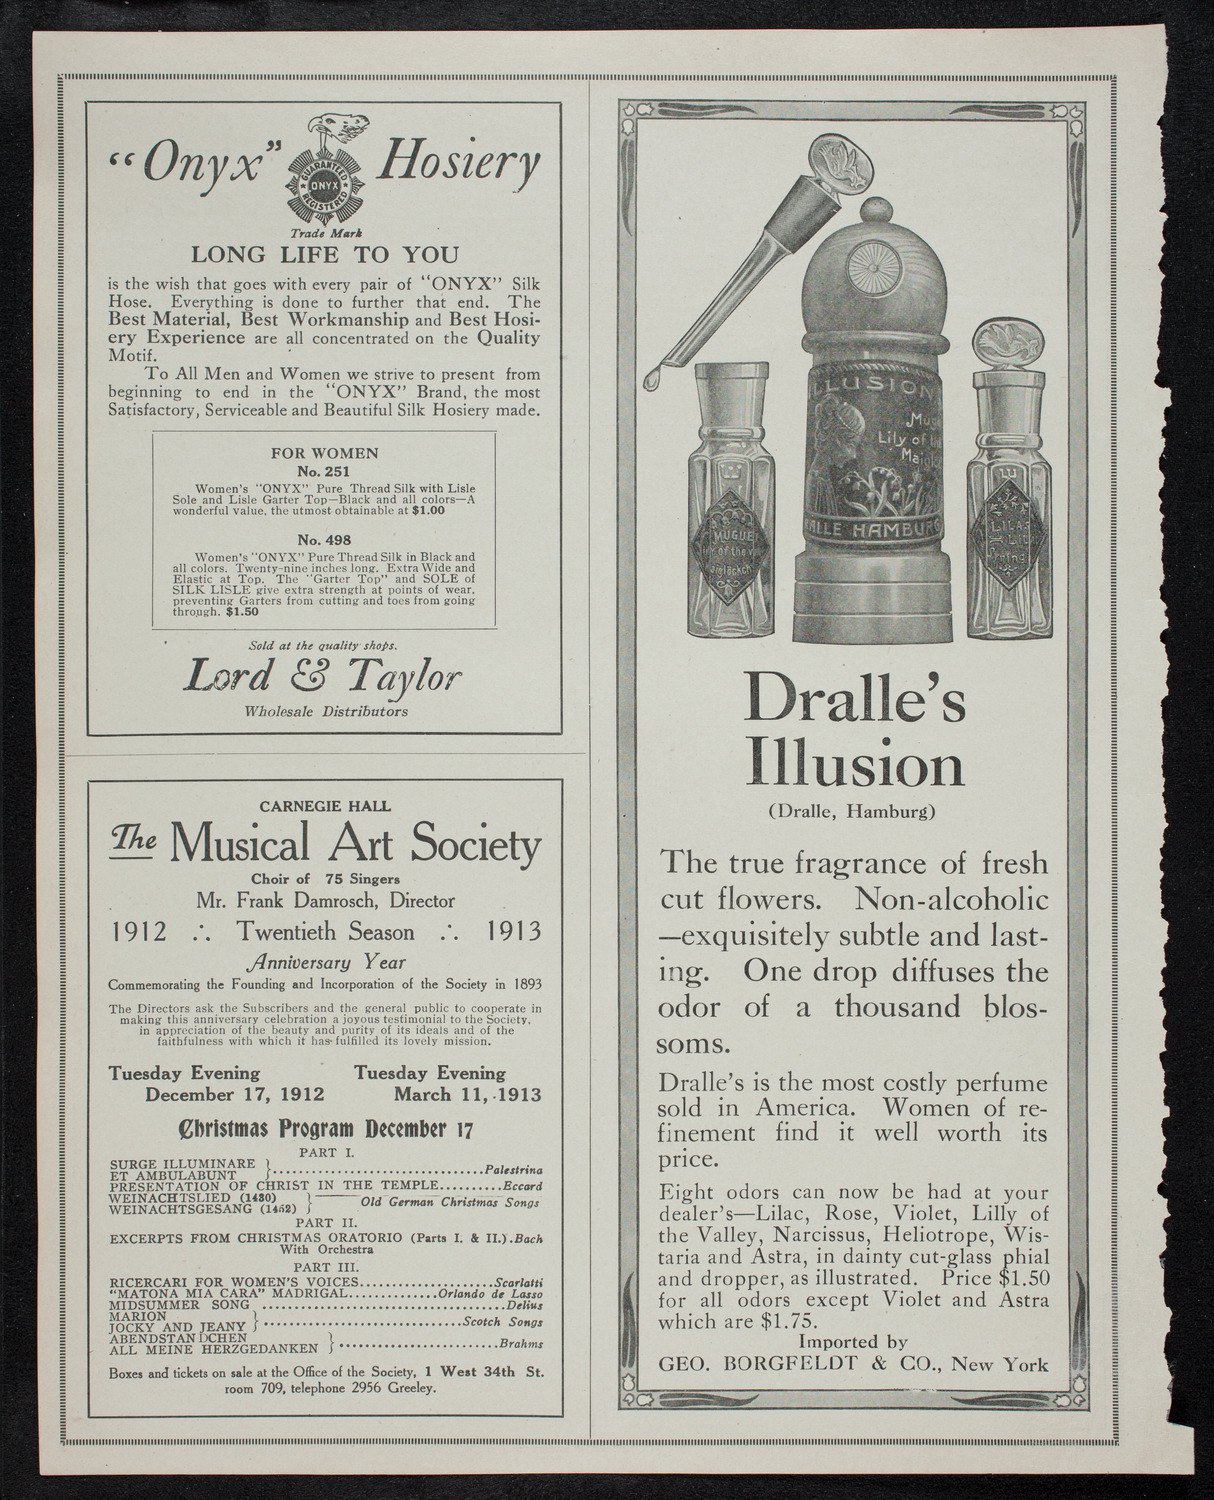 "Onyx" Hosiery
GUARANTEED
ONYX
REGISTERED
Trade Mark
LONG LIFE TO YOU
is the wish that goes with every pair of "ONYX" Silk
Hose. Everything is done to further that end. The
Best Material, Best Workmanship and Best Hosi-
ery Experience are all concentrated on the Quality
Motif.
To All Men and Women we strive to present from
beginning to end in the "ONYX" Brand, the most
Satisfactory, Serviceable and Beautiful Silk Hosiery made.
FOR WOMEN
No. 251
Women's "ONYX" Pure Thread Silk with Lisle
Sole and Lisle Garter Top—Black and all colors—A
wonderful value, the utmost obtainable at $1.00
No. 498
Women's "ONYX" Pure Thread Silk in Black and
all colors. Twenty-nine inches long. Extra Wide and
Elastic at Top. The "Garter Top" and SOLE of
SILK LISLE give extra strength at points of wear,
preventing Garters from cutting and toes from going
through. $1.50
Sold at the quality shops.
Lord & Taylor
Wholesale Distributors
CARNEGIE HALL
The Musical Art Society
Choir of 75 Singers
Mr. Frank Damrosch, Director
1912 ∴ Twentieth Season ∴ 1913
Anniversary Year
Commemorating the Founding and Incorporation of the Society in 1893
The Directors ask the Subscribers and the general public to cooperate in
making this anniversary celebration a joyous testimonial to the Society,
in appreciation of the beauty and purity of its ideals and of the
faithfulness with which it has fulfilled its lovely mission.
Tuesday Evening Tuesday Evening
December 17, 1912 March 11, 1913
Christmas Program December 17
PART I.
SURGE ILLUMINARE
ET AMBULABUNT } Palestrina
PRESENTATION OF CHRIST IN THE TEMPLE..........Eccard
WEINACHTSLIED (1480)
WEINACHTSGESANG (1452) } Old German Christmas Songs
PART II.
EXCERPTS FROM CHRISTMAS ORATORIO (Parts I. & II.).Bach
With Orchestra
PART III.
RICERCARI FOR WOMEN'S VOICES....................Scarlatti
"MATONA MIA CARA" MADRIGAL.............Orlando de Lasso
MIDSUMMER SONG....................................Delius
MARION
JOCKY AND JEANY } Scotch Songs
ABENDSTANDCHEN
ALL MEINE HERZGEDANKEN } Brahms
Boxes and tickets on sale at the Office of the Society, 1 West 34th St.
room 709, telephone 2956 Greeley.
ILLUSION
Lily of
DRALLE HAMBURG
MUGUET
LILAS
Dralle's
Illusion
(Dralle, Hamburg)
The true fragrance of fresh
cut flowers. Non-alcoholic
—exquisitely subtle and last-
ing. One drop diffuses the
odor of a thousand blos-
soms.
Dralle's is the most costly perfume
sold in America. Women of re-
finement find it well worth its
price.
Eight odors can now be had at your
dealer's—Lilac, Rose, Violet, Lilly of
the Valley, Narcissus, Heliotrope, Wis-
taria and Astra, in dainty cut-glass phial
and dropper, as illustrated. Price $1.50
for all odors except Violet and Astra
which are $1.75.
Imported by
GEO. BORGFELDT & CO., New York